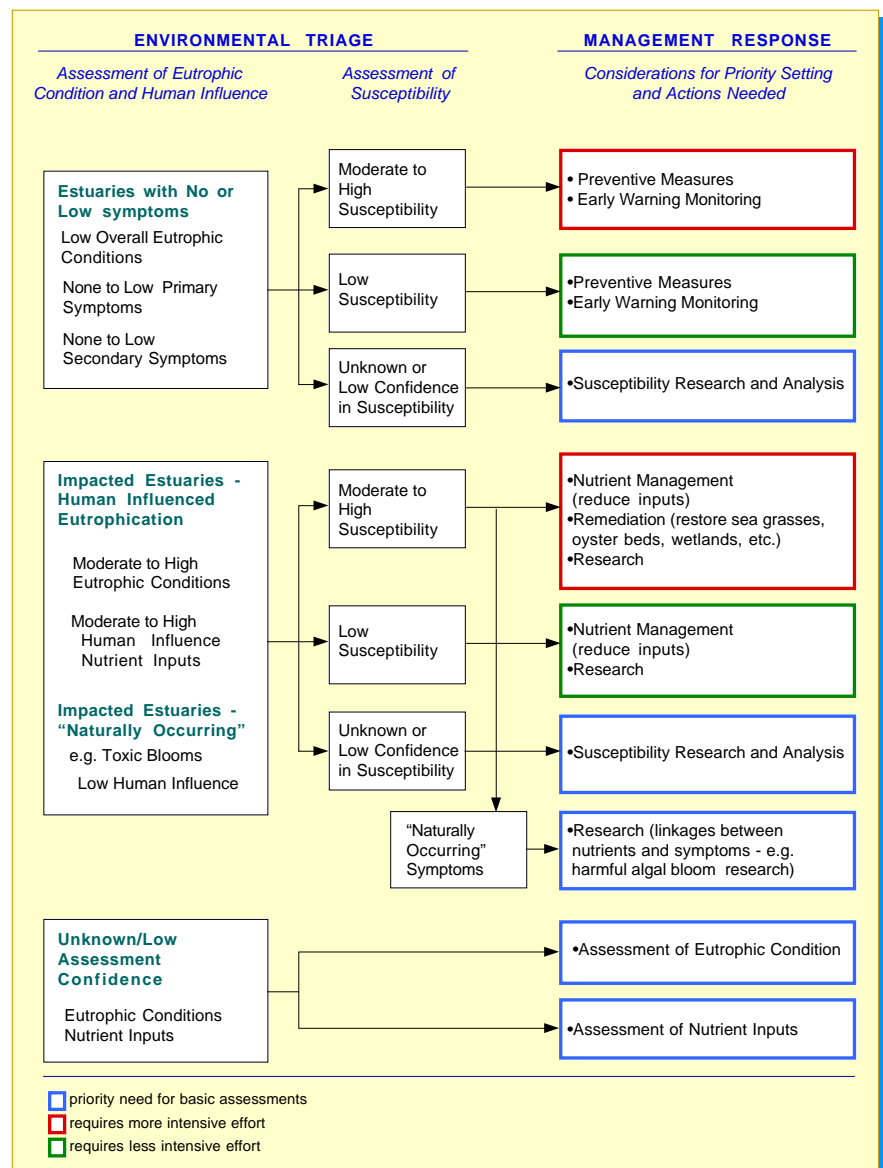 ENVIRONMENTAL TRIAGE
MANAGEMENT RESPONSE
Assessment of Eutrophic
Condition and Human Influence
Assessment of
Susceptibility
Considerations for Priority Setting
and Actions Needed
Estuaries with No or
Low symptoms
Low Overall Eutrophic
Conditions
None to Low Primary
Symptoms
None to Low
Secondary Symptoms
Moderate to
High
Susceptibility
• Preventive Measures
• Early Warning Monitoring
Low
Susceptibility
•Preventive Measures
•Early Warning Monitoring
Unknown or
Low Confidence
in Susceptibility
•Susceptibility Research and Analysis
Impacted Estuaries -
Human Influenced
Eutrophication
Moderate to High
Eutrophic Conditions
Moderate to High
Human Influence
Nutrient Inputs
Impacted Estuaries -
“Naturally Occurring”
e.g. Toxic Blooms
Low Human Influence
Moderate to
High
Susceptibility
•Nutrient Management
(reduce inputs)
•Remediation (restore sea grasses,
oyster beds, wetlands, etc.)
•Research
Low
Susceptibility
•Nutrient Management
(reduce inputs)
•Research
Unknown or
Low Confidence
in Susceptibility
•Susceptibility Research and Analysis
“Naturally
Occurring”
Symptoms
•Research (linkages between
nutrients and symptoms - e.g.
harmful algal bloom research)
Unknown/Low
Assessment
Confidence
Eutrophic Conditions
Nutrient Inputs
•Assessment of Eutrophic Condition
•Assessment of Nutrient Inputs
priority need for basic assessments
requires more intensive effort
requires less intensive effort